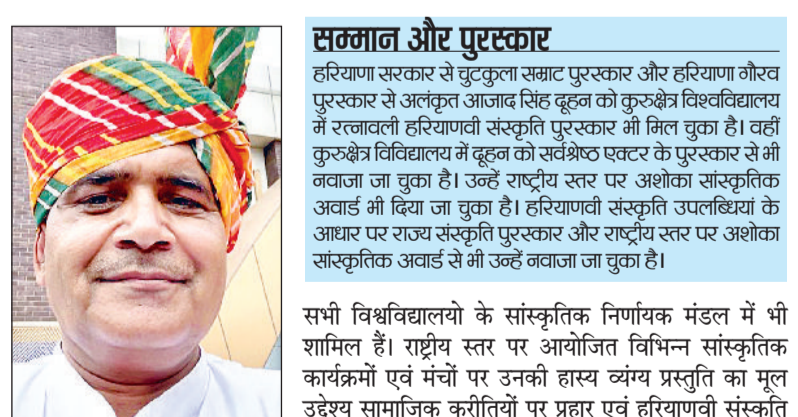 सम्मान और पुरस्कार
हरियाणा सरकार से चुटकुला सम्राट पुरस्कार और हरियाणा गौरव
पुरस्कार से अलंकृत आजाद सिंह दूहन को कुरुक्षेत्र विश्वविद्यालय
में रत्नावली हरियाणवी संस्कृति पुरस्कार भी मिल चुका है। वहीं
कुरुक्षेत्र विविद्यालय में दूहन को सर्वश्रेष्ठ एक्टर के पुरस्कार से भी
नवाजा जा चुका है। उन्हें राष्ट्रीय स्तर पर अशोका सांस्कृतिक
अवार्ड भी दिया जा चुका है। हरियाणवी संस्कृति उपलब्धियां के
आधार पर राज्य संस्कृति पुरस्कार और राष्ट्रीय स्तर पर अशोका
सांस्कृतिक अवार्ड से भी उन्हें नवाजा जा चुका है।
सभी विश्वविद्यालयो के सांस्कृतिक निर्णायक मंडल में भी
शामिल हैं। राष्ट्रीय स्तर पर आयोजित विभिन्न सांस्कृतिक
कार्यक्रमों एवं मंचों पर उनकी हास्य व्यंग्य प्रस्तुति का मूल
उद्देश्य सामाजिक कुरीतियों पर प्रहार एवं हरियाणवी संस्कृति